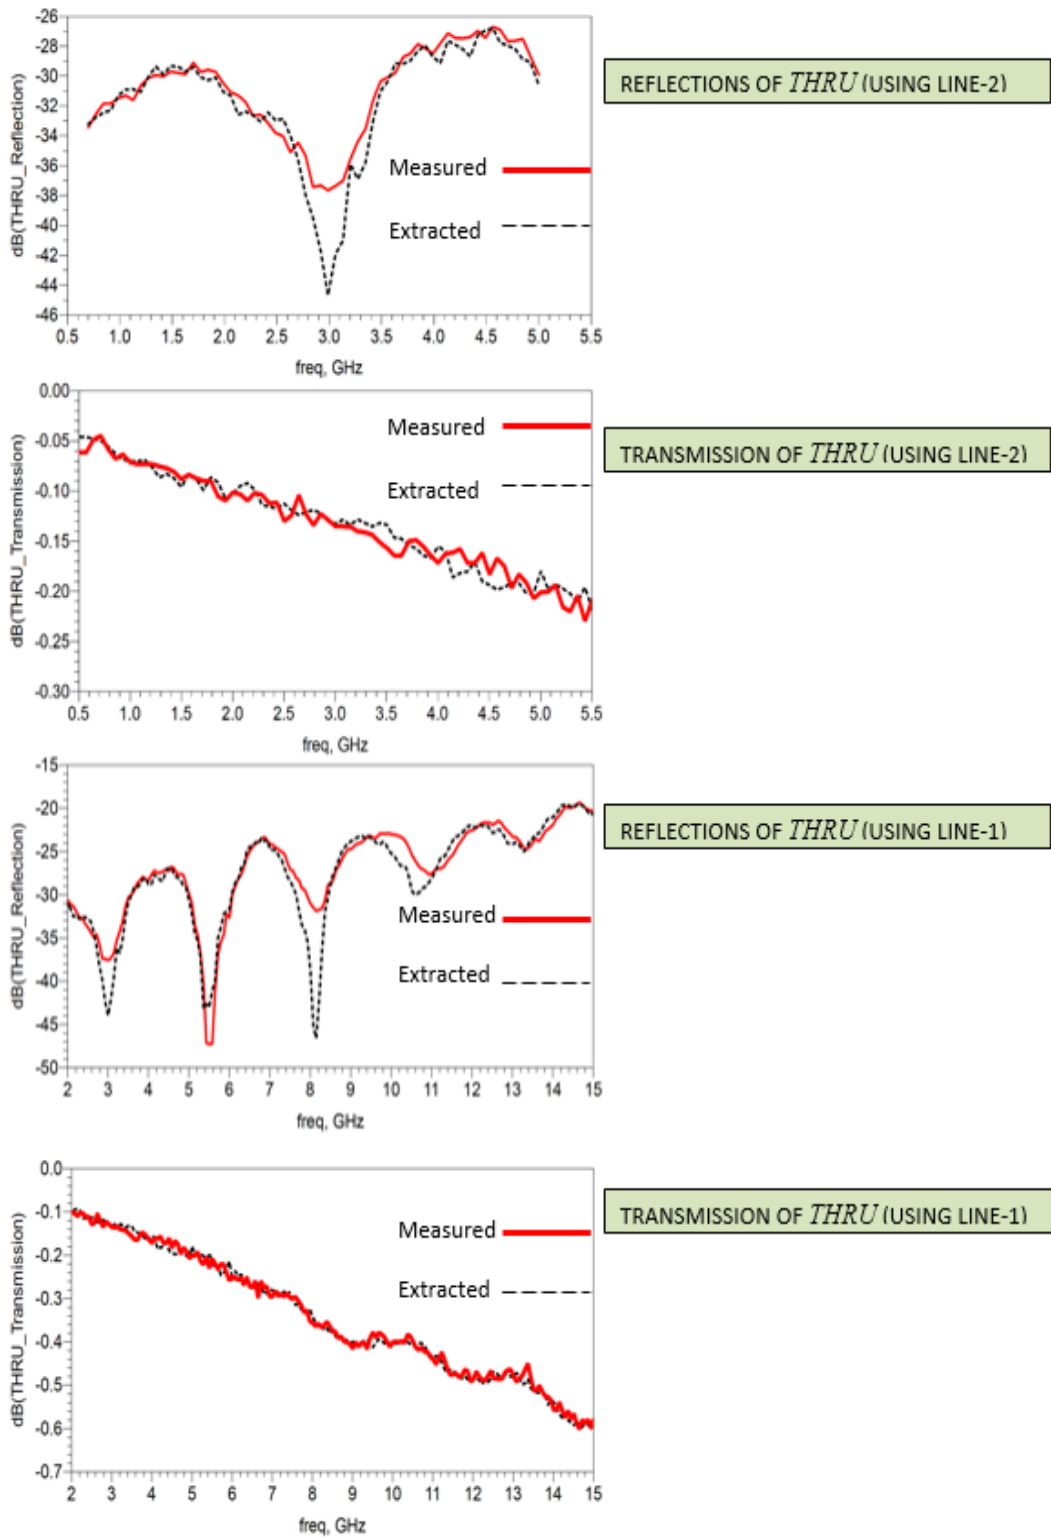 -26
-28
-30
-32
-34
-36
-38
-40
-42
-44
-46
dB(THRU_Reflection)
0.5 1.0 1.5 2.0 2.5 3.0 3.5 4.0 4.5 5.0 5.5
freq, GHz
Measured
Extracted
REFLECTIONS OF THRU (USING LINE-2)
0.00
-0.05
-0.10
-0.15
-0.20
-0.25
-0.30
dB(THRU_Transmission)
0.5 1.0 1.5 2.0 2.5 3.0 3.5 4.0 4.5 5.0 5.5
freq, GHz
Measured
Extracted
TRANSMISSION OF THRU (USING LINE-2)
-15
-20
-25
-30
-35
-40
-45
-50
dB(THRU_Reflection)
2 3 4 5 6 7 8 9 10 11 12 13 14 15
freq, GHz
Measured
Extracted
REFLECTIONS OF THRU (USING LINE-1)
0.0
-0.1
-0.2
-0.3
-0.4
-0.5
-0.6
-0.7
dB(THRU_Transmission)
2 3 4 5 6 7 8 9 10 11 12 13 14 15
freq, GHz
Measured
Extracted
TRANSMISSION OF THRU (USING LINE-1)